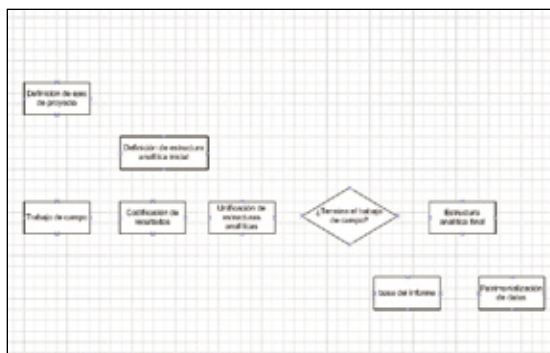 Definición de ejes
de proyecto
Definición de estructura
analítica inicial
Trabajo de campo
Codificación de
resultados
Unificación de
estructuras
analíticas
¿Termina el trabajo
de campo?
Estructura
analítica final
base del informe
Patrimonialización
de datos